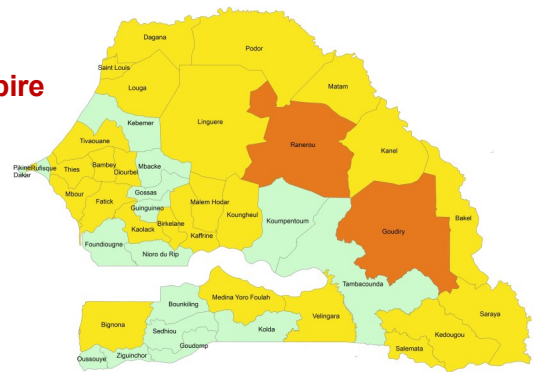 pire
Dagana
Podor
Saint Louis
Louga
Matam
Kebemer
Linguere
Ranerou
Tivaouane
Kanel
Pikine Rufisque
Dakar
Thies
Bambey
Diourbel
Mbacke
Mbour
Gossas
Fatick
Guinguineo
Malem Hodar
Koungheul
Koumpentoum
Goudiry
Bakel
Kaolack
Birkelane
Kaffrine
Foundiougne
Nioro du Rip
Tambacounda
Bounkiling
Medina Yoro Foulah
Velingara
Bignona
Sedhiou
Kolda
Saraya
Kedougou
Salemata
Oussouye
Ziguinchor
Goudomp